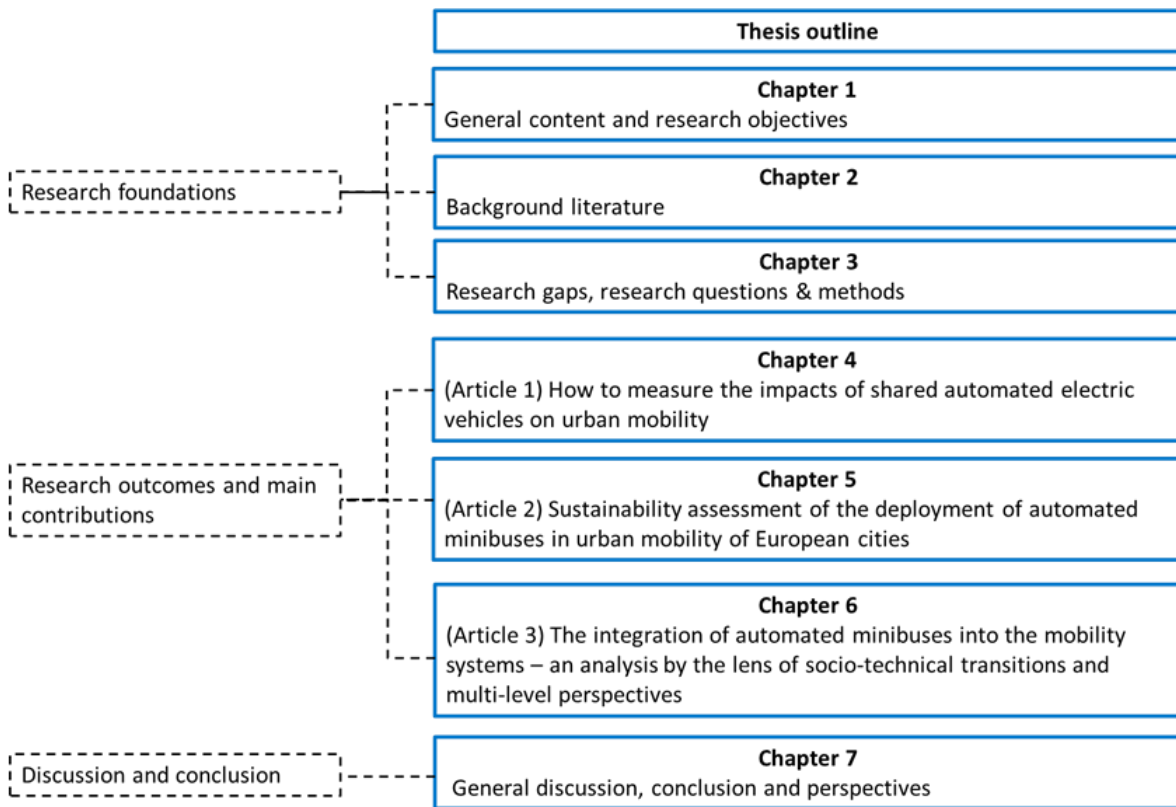 Thesis outline
Chapter 1
General content and research objectives
Research foundations
Chapter 2
Background literature
Chapter 3
Research gaps, research questions & methods
Chapter 4
(Article 1) How to measure the impacts of shared automated electric
vehicles on urban mobility
Research outcomes and main
contributions
Chapter 5
(Article 2) Sustainability assessment of the deployment of automated
minibuses in urban mobility of European cities
Chapter 6
(Article 3) The integration of automated minibuses into the mobility
systems – an analysis by the lens of socio-technical transitions and
multi-level perspectives
Discussion and conclusion
Chapter 7
General discussion, conclusion and perspectives